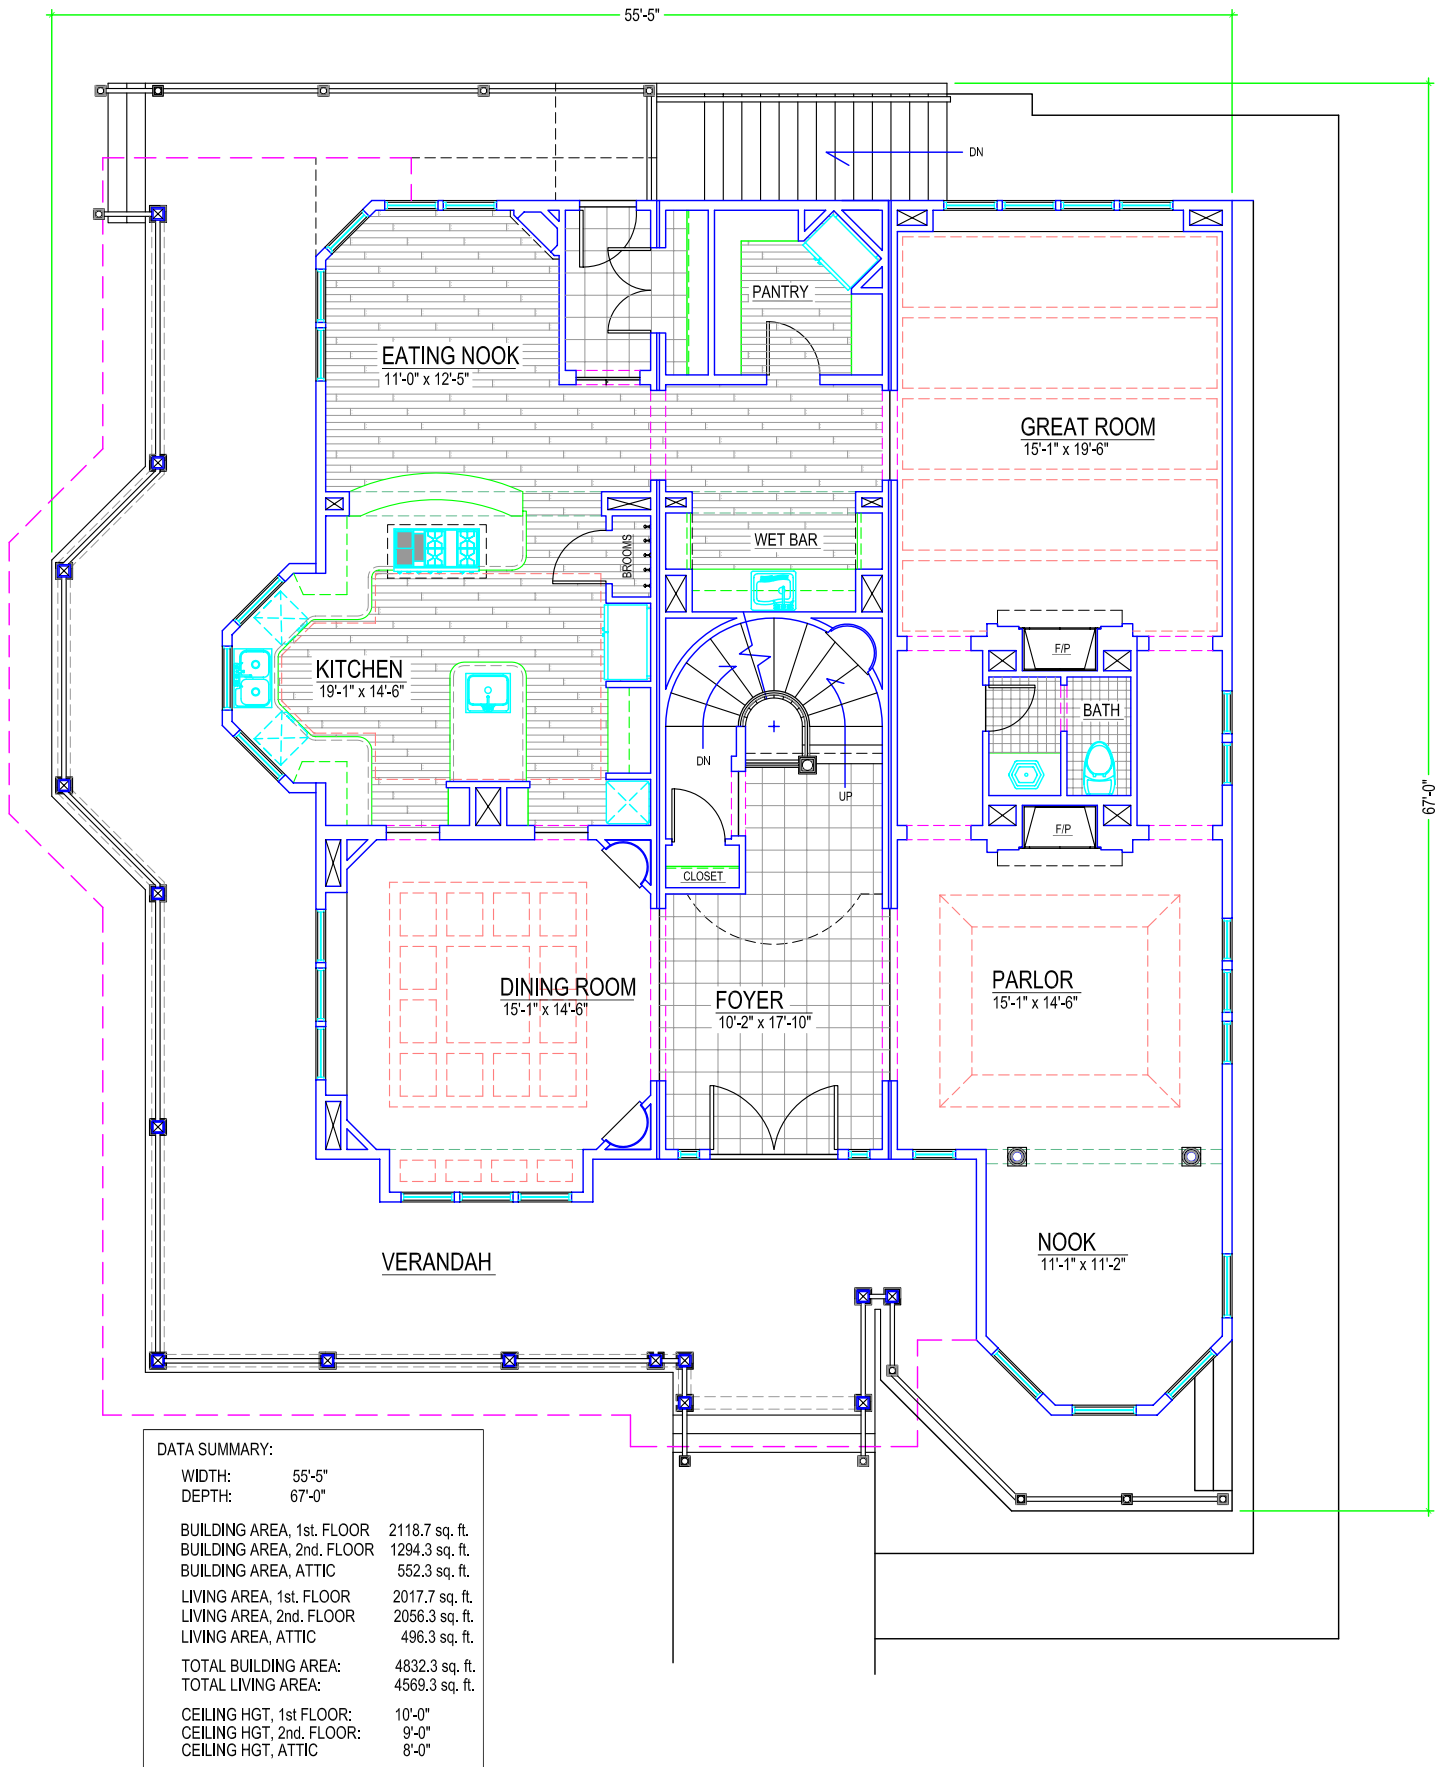 55'-5"
DN
PANTRY
EATING NOOK
11'-0" x 12'-5"
GREAT ROOM
15'-1" x 19'-6"
WET BAR
BROOMS
F/P
KITCHEN
19'-1" x 14'-6"
BATH
DN
UP
67'-0"
F/P
CLOSET
DINING ROOM
15'-1" x 14'-6"
FOYER
10'-2" x 17'-10"
PARLOR
15'-1" x 14'-6"
NOOK
11'-1" x 11'-2"
VERANDAH
DATA SUMMARY:
WIDTH: 55'-5"
DEPTH: 67'-0"
BUILDING AREA, 1st. FLOOR 2118.7 sq. ft.
BUILDING AREA, 2nd. FLOOR 1294.3 sq. ft.
BUILDING AREA, ATTIC 552.3 sq. ft.
LIVING AREA, 1st. FLOOR 2017.7 sq. ft.
LIVING AREA, 2nd. FLOOR 2056.3 sq. ft.
LIVING AREA, ATTIC 496.3 sq. ft.
TOTAL BUILDING AREA: 4832.3 sq. ft.
TOTAL LIVING AREA: 4569.3 sq. ft.
CEILING HGT, 1st FLOOR: 10'-0"
CEILING HGT, 2nd. FLOOR: 9'-0"
CEILING HGT, ATTIC 8'-0"